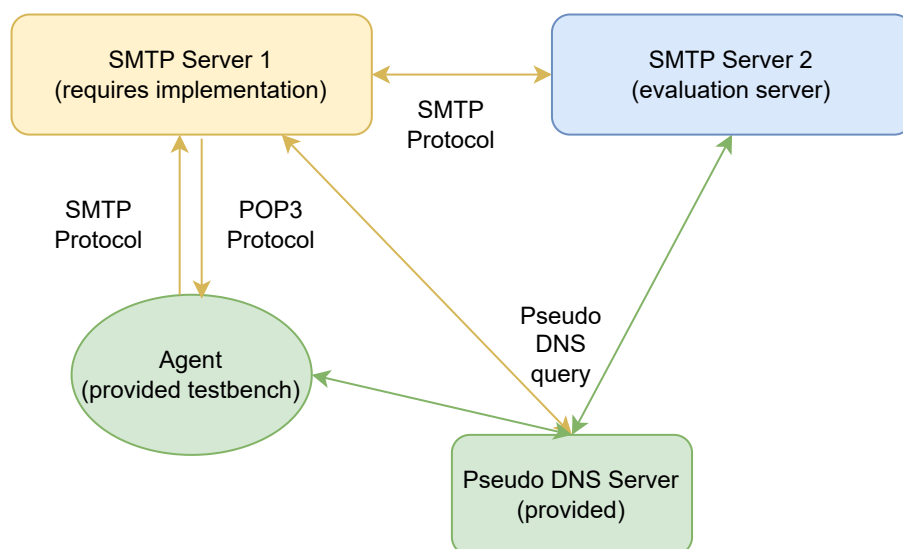 SMTP Server 1
(requires implementation)
SMTP Server 2
(evaluation server)
SMTP
Protocol
SMTP
Protocol
POP3
Protocol
Pseudo
DNS
query
Agent
(provided testbench)
Pseudo DNS Server
(provided)